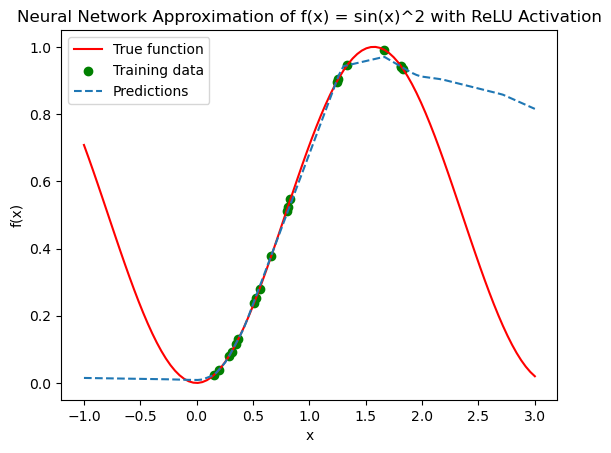 Neural Network Approximation of f(x) = sin(x)^2 with ReLU Activation
True function
Training data
Predictions
1.0
0.8
0.6
0.4
0.2
0.0
f(x)
−1.0 −0.5 0.0 0.5 1.0 1.5 2.0 2.5 3.0
x